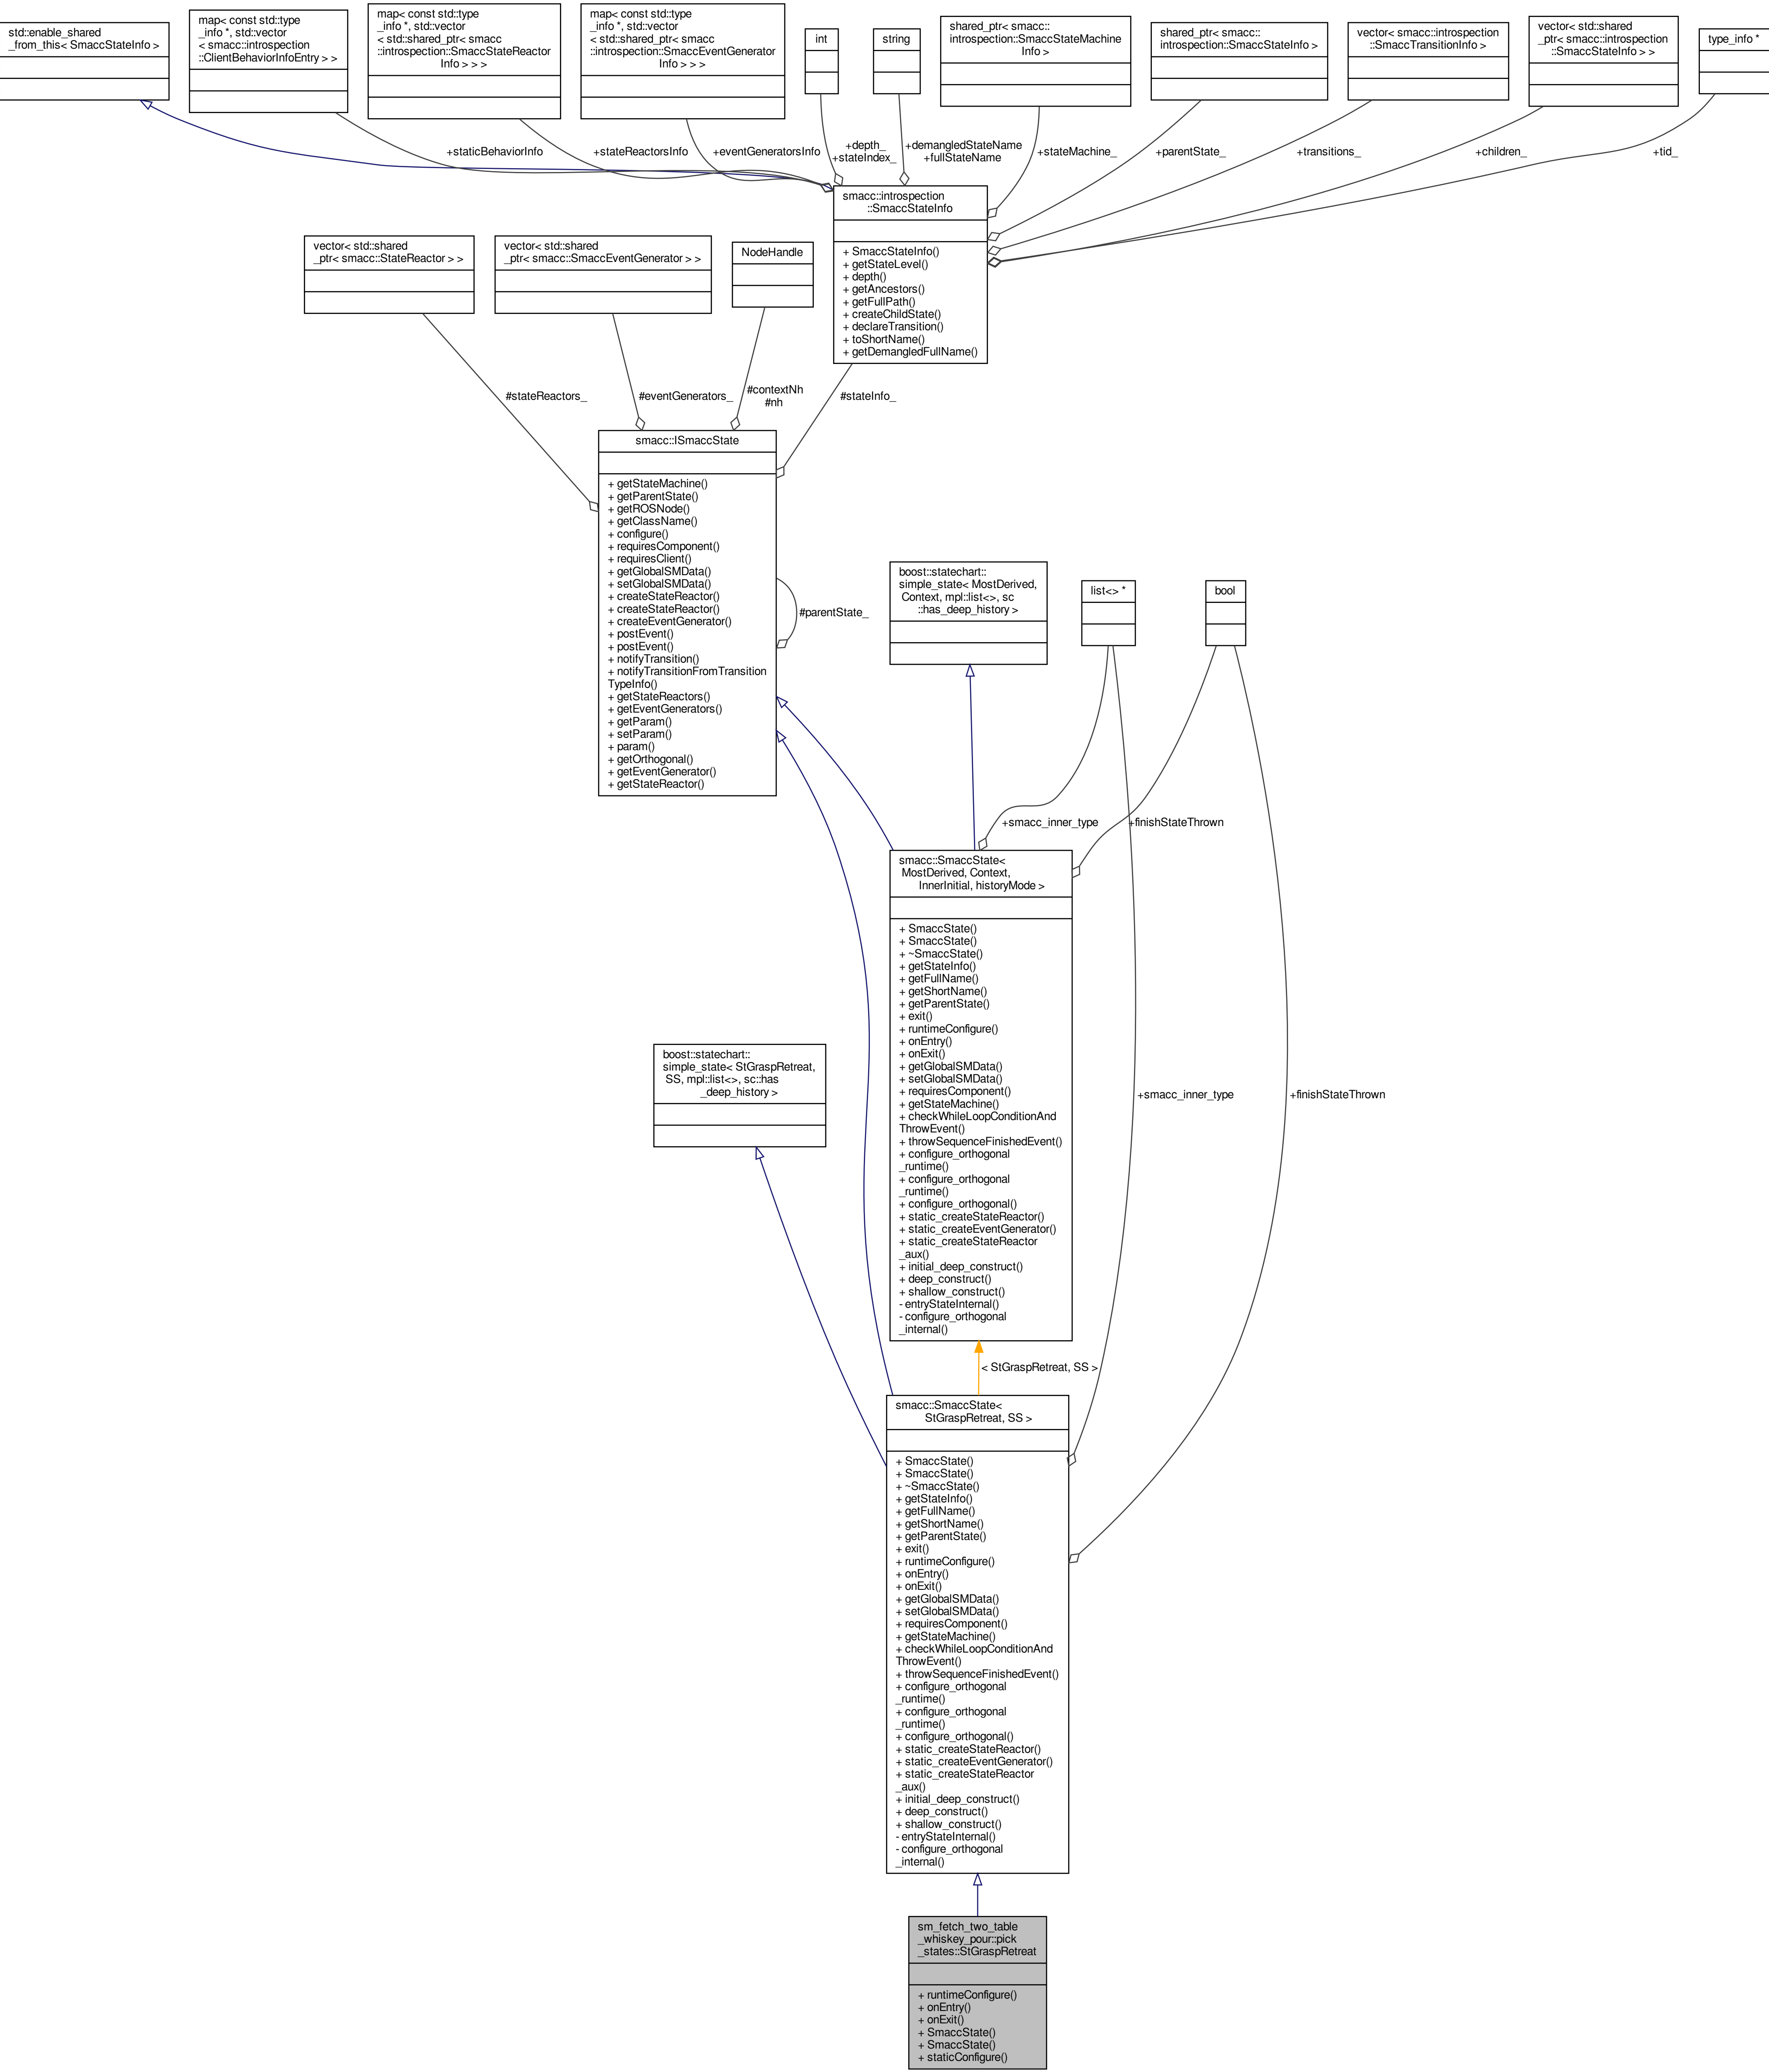 std::enable_shared
_from_this< SmaccStateInfo >
map< const std::type
_info *, std::vector
< smacc::introspection
::ClientBehaviorInfoEntry > >
map< const std::type
_info *, std::vector
< std::shared_ptr< smacc
::introspection::SmaccStateReactor
Info > > >
map< const std::type
_info *, std::vector
< std::shared_ptr< smacc
::introspection::SmaccEventGenerator
Info > > >
int
string
shared_ptr< smacc::
introspection::SmaccStateMachine
Info >
shared_ptr< smacc::
introspection::SmaccStateInfo >
vector< smacc::introspection
::SmaccTransitionInfo >
vector< std::shared
_ptr< smacc::introspection
::SmaccStateInfo > >
type_info *
+staticBehaviorInfo
+stateReactorsInfo
+eventGeneratorsInfo
+depth_
+stateIndex_
+demangledStateName
+fullStateName
+stateMachine_
+parentState_
+transitions_
+children_
+tid_
smacc::introspection
::SmaccStateInfo
+ SmaccStateInfo()
+ getStateLevel()
+ depth()
+ getAncestors()
+ getFullPath()
+ createChildState()
+ declareTransition()
+ toShortName()
+ getDemangledFullName()
vector< std::shared
_ptr< smacc::StateReactor > >
vector< std::shared
_ptr< smacc::SmaccEventGenerator > >
NodeHandle
#stateReactors_
#eventGenerators_
#contextNh
#nh
#stateInfo_
smacc::ISmaccState
+ getStateMachine()
+ getParentState()
+ getROSNode()
+ getClassName()
+ configure()
+ requiresComponent()
+ requiresClient()
+ getGlobalSMData()
+ setGlobalSMData()
+ createStateReactor()
+ createStateReactor()
+ createEventGenerator()
+ postEvent()
+ postEvent()
+ notifyTransition()
+ notifyTransitionFromTransition
TypeInfo()
+ getStateReactors()
+ getEventGenerators()
+ getParam()
+ setParam()
+ param()
+ getOrthogonal()
+ getEventGenerator()
+ getStateReactor()
#parentState_
boost::statechart::
simple_state< MostDerived,
Context, mpl::list<>, sc
::has_deep_history >
list<> *
bool
+smacc_inner_type
+finishStateThrown
smacc::SmaccState<
MostDerived, Context,
InnerInitial, historyMode >
+ SmaccState()
+ SmaccState()
+ ~SmaccState()
+ getStateInfo()
+ getFullName()
+ getShortName()
+ getParentState()
+ exit()
+ runtimeConfigure()
+ onEntry()
+ onExit()
+ getGlobalSMData()
+ setGlobalSMData()
+ requiresComponent()
+ getStateMachine()
+ checkWhileLoopConditionAnd
ThrowEvent()
+ throwSequenceFinishedEvent()
+ configure_orthogonal
_runtime()
+ configure_orthogonal
_runtime()
+ configure_orthogonal()
+ static_createStateReactor()
+ static_createEventGenerator()
+ static_createStateReactor
_aux()
+ initial_deep_construct()
+ deep_construct()
+ shallow_construct()
- entryStateInternal()
- configure_orthogonal
_internal()
boost::statechart::
simple_state< StGraspRetreat,
SS, mpl::list<>, sc::has
_deep_history >
+smacc_inner_type
+finishStateThrown
< StGraspRetreat, SS >
smacc::SmaccState<
StGraspRetreat, SS >
+ SmaccState()
+ SmaccState()
+ ~SmaccState()
+ getStateInfo()
+ getFullName()
+ getShortName()
+ getParentState()
+ exit()
+ runtimeConfigure()
+ onEntry()
+ onExit()
+ getGlobalSMData()
+ setGlobalSMData()
+ requiresComponent()
+ getStateMachine()
+ checkWhileLoopConditionAnd
ThrowEvent()
+ throwSequenceFinishedEvent()
+ configure_orthogonal
_runtime()
+ configure_orthogonal
_runtime()
+ configure_orthogonal()
+ static_createStateReactor()
+ static_createEventGenerator()
+ static_createStateReactor
_aux()
+ initial_deep_construct()
+ deep_construct()
+ shallow_construct()
- entryStateInternal()
- configure_orthogonal
_internal()
sm_fetch_two_table
_whiskey_pour::pick
_states::StGraspRetreat
+ runtimeConfigure()
+ onEntry()
+ onExit()
+ SmaccState()
+ SmaccState()
+ staticConfigure()